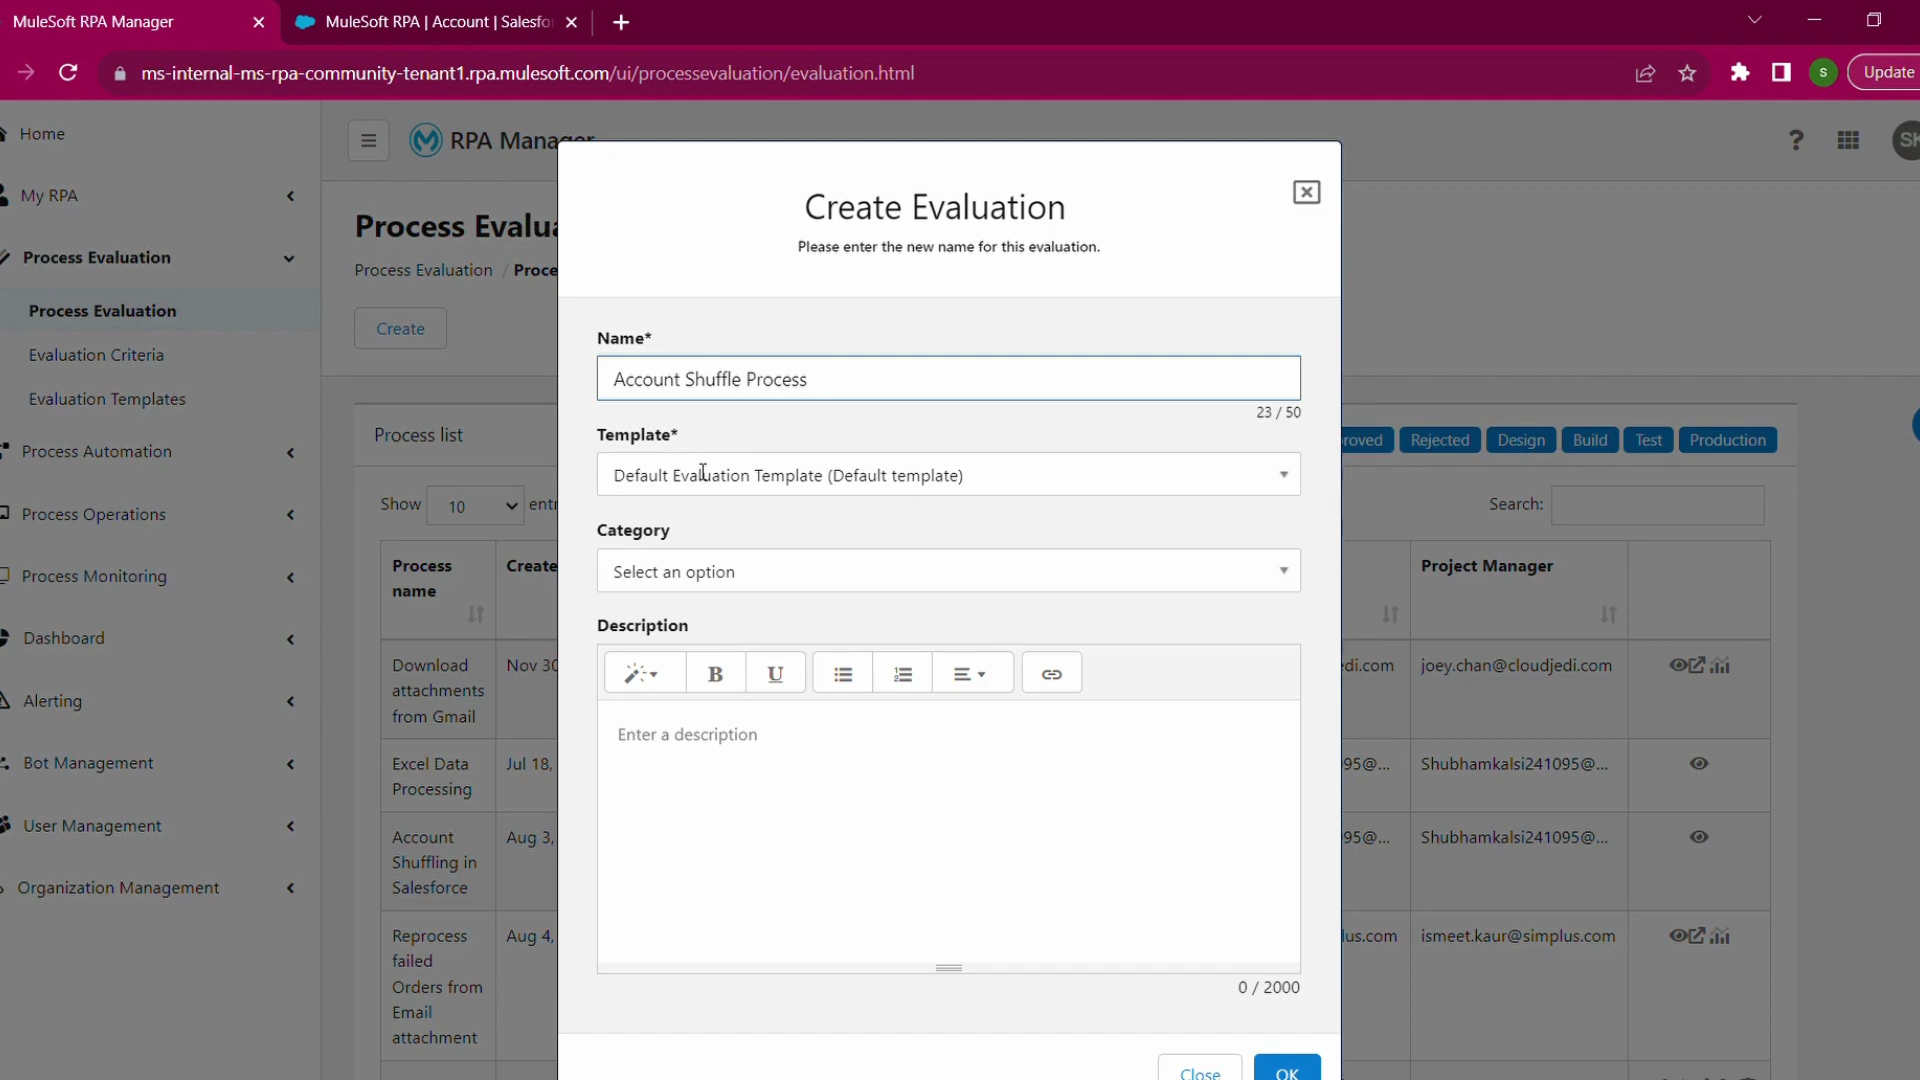 MuleSoft RPA Manager
MuleSoft RPA | Account | Salesfo
ms-internal-ms-rpa-community-tenant1.rpa.mulesoft.com/ui/processevaluation/evaluation.html
S
Update
Home
My RPA
Process Evaluation
Process Evaluation
Evaluation Criteria
Evaluation Templates
Process Automation
Process Operations
Process Monitoring
Dashboard
Alerting
Bot Management
User Management
Organization Management
RPA Manager
SK
Process Evalua
Process Evaluation / Proce
Create
Process list
roved Rejected Design Build Test Production
Show 10 entr
Search:
Process name
Create
Project Manager
Download attachments from Gmail
Nov 30
edi.com
joey.chan@cloudjedi.com
Excel Data Processing
Jul 18,
95@...
Shubhamkalsi241095@...
Account Shuffling in Salesforce
Aug 3,
95@...
Shubhamkalsi241095@...
Reprocess failed Orders from Email attachment
Aug 4,
lus.com
ismeet.kaur@simplus.com
Create Evaluation
Please enter the new name for this evaluation.
Name*
Account Shuffle Process
23 / 50
Template*
Default Evaluation Template (Default template)
Category
Select an option
Description
B U
Enter a description
0 / 2000
Close OK